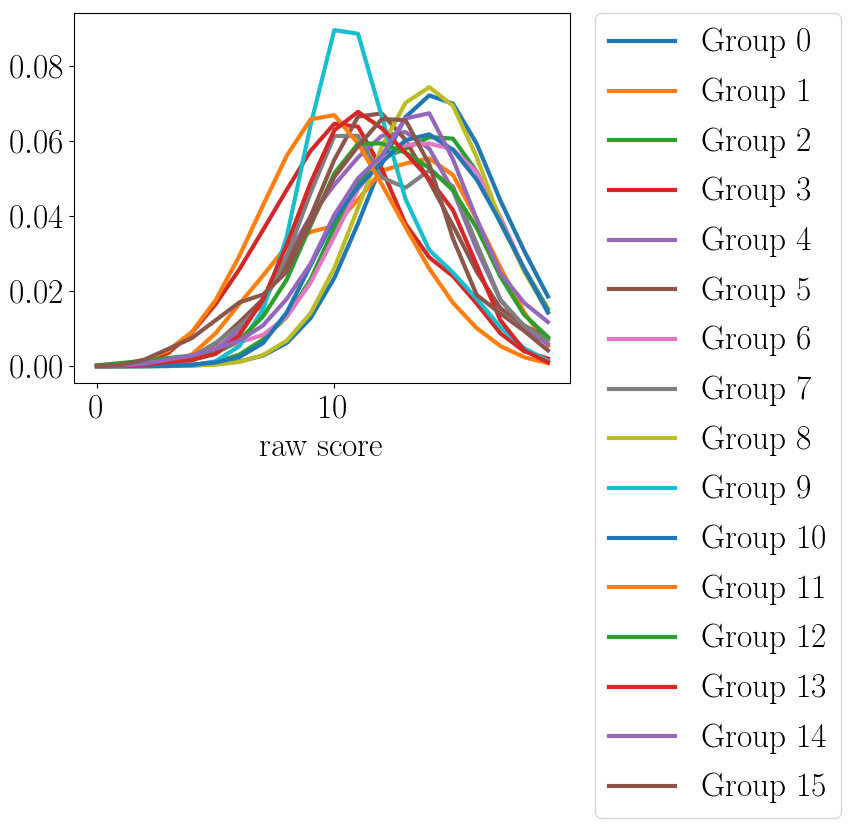 0.08
0.06
0.04
0.02
0.00
0
10
raw score
Group 0
Group 1
Group 2
Group 3
Group 4
Group 5
Group 6
Group 7
Group 8
Group 9
Group 10
Group 11
Group 12
Group 13
Group 14
Group 15